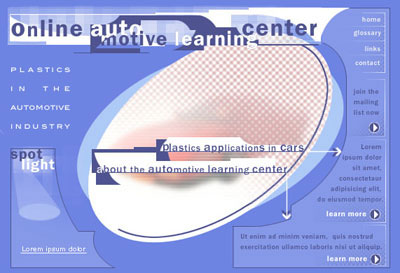 online automotive learning center
home
glossary
links
contact
PLASTICS
IN THE
AUTOMOTIVE
INDUSTRY
join the
mailing
list now
plastics applications in cars
about the automotive learning center
spot
light
Lorem ipsum dolor
Lorem
ipsum dolor
sit amet,
consectetaur
adipisicing elit,
do eiusmod tempor.
learn more
Ut enim ad minim veniam, quis nostrud
exercitation ullamco laboris nisi ut aliquip.
learn more